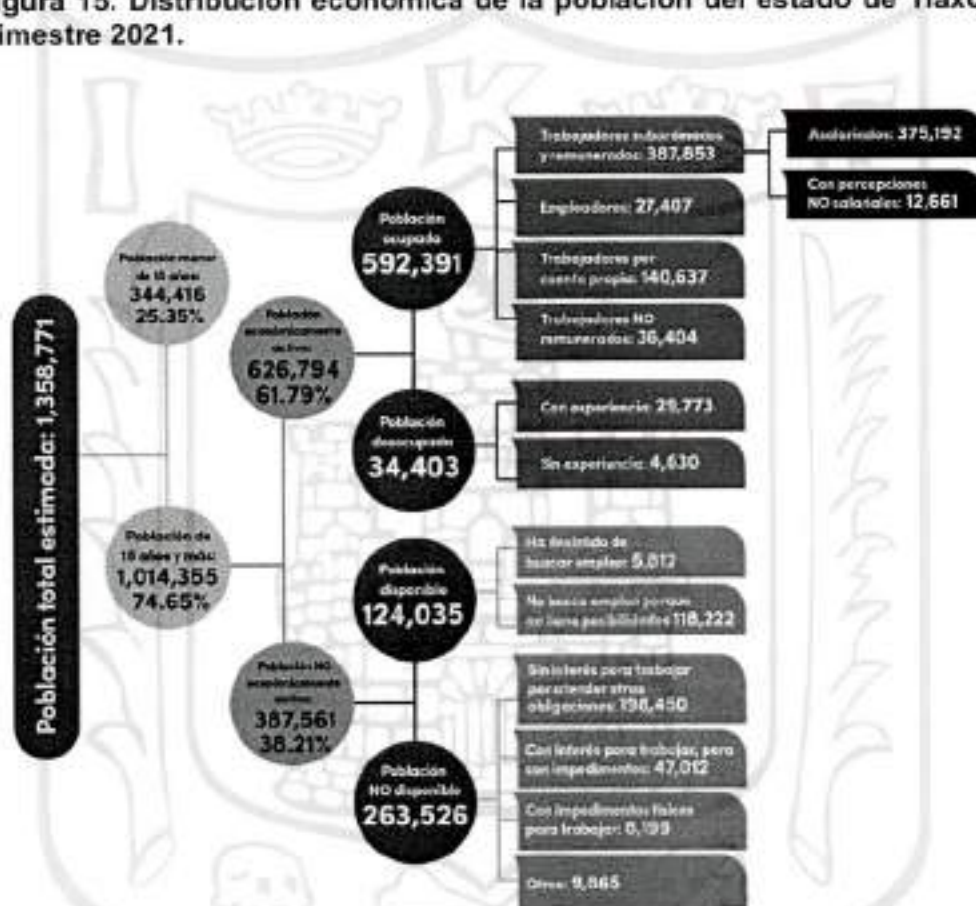 igura 15. Distribución económica de la población del estado de Tlaxc
imestre 2021.
Población total estimada: 1,358,771
Población menor
de 15 años:
344,416
25.35%
Población de
15 años y más:
1,014,355
74.65%
Población
económicamente
activa:
626,794
61.79%
Población NO
económicamente
activa:
387,561
38.21%
Población
ocupada
592,391
Población
desocupada
34,403
Población
disponible
124,035
Población
NO disponible
263,526
Trabajadores subordinados
y remunerados: 387,853
Empleadores: 27,407
Trabajadores por
cuenta propia: 140,637
Trabajadores NO
remunerados: 36,404
Con experiencia: 29,773
Sin experiencia: 4,630
Ha desistido de
buscar empleo: 5,813
No busca empleo porque
no tiene posibilidades 118,222
Sin interés para trabajar
por atender otras
obligaciones: 198,450
Con interés para trabajar, pero
con impedimentos: 47,012
Con impedimentos físicos
para trabajar: 8,199
Otros: 9,865
Asalariados: 375,192
Con percepciones
NO salariales: 12,661